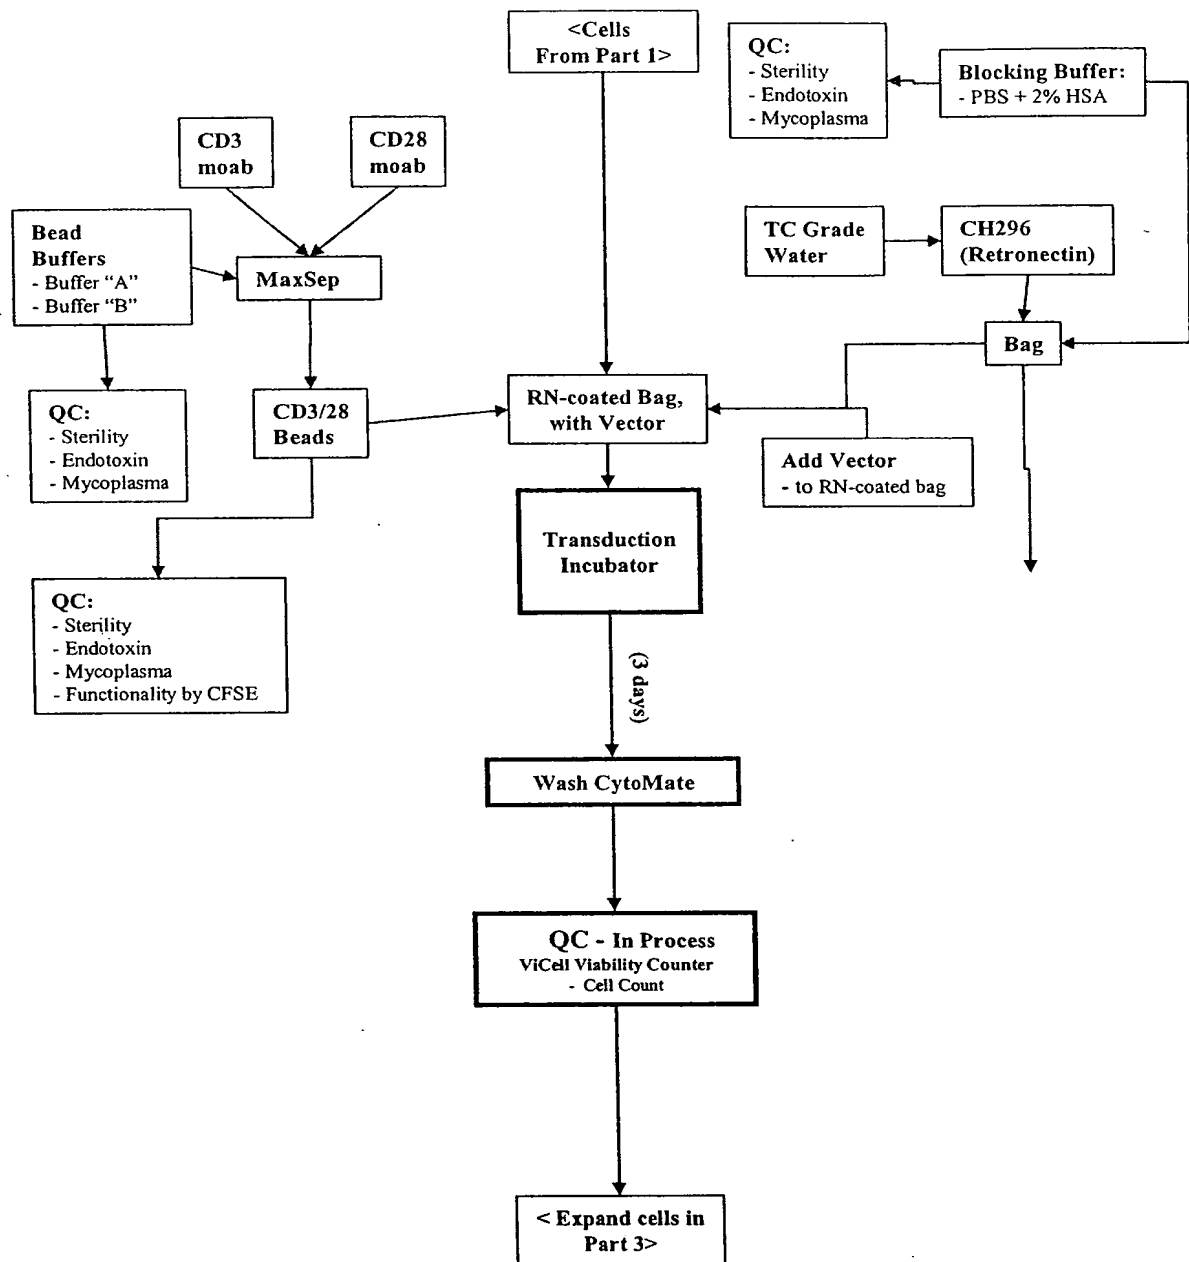 <Cells
From Part 1>
QC:
- Sterility
- Endotoxin
- Mycoplasma
Blocking Buffer:
- PBS + 2% HSA
CD3
moab
CD28
moab
Bead
Buffers
- Buffer “A”
- Buffer “B”
MaxSep
TC Grade
Water
CH296
(Retronectin)
Bag
QC:
- Sterility
- Endotoxin
- Mycoplasma
CD3/28
Beads
RN-coated Bag,
with Vector
Add Vector
- to RN-coated bag
Transduction
Incubator
QC:
- Sterility
- Endotoxin
- Mycoplasma
- Functionality by CFSE
(3 days)
Wash CytoMate
QC - In Process
ViCell Viability Counter
- Cell Count
< Expand cells in
Part 3>